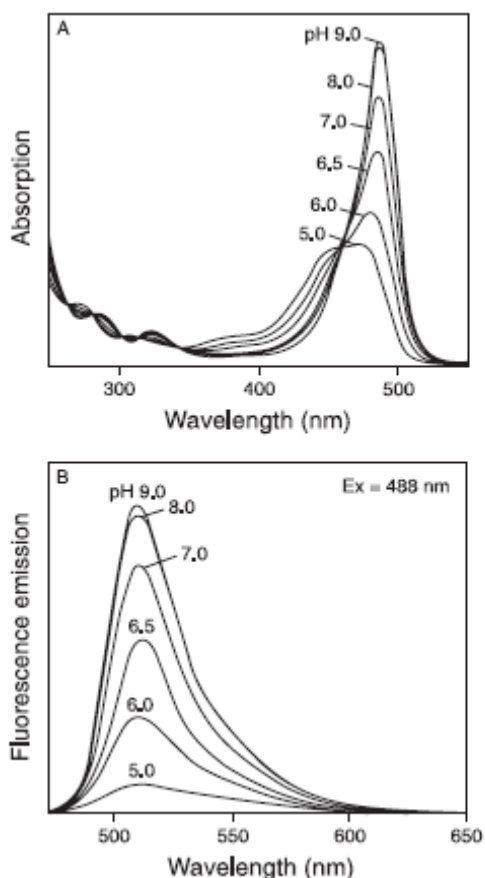 A
pH 9.0
8.0
7.0
6.5
6.0
5.0
Absorption
300 400 500
Wavelength (nm)
B
Ex = 488 nm
pH 9.0
8.0
7.0
6.5
6.0
5.0
Fluorescence emission
500 550 600 650
Wavelength (nm)